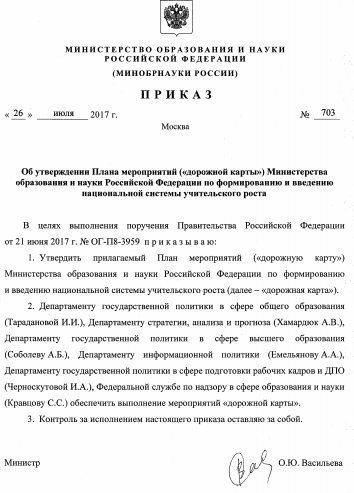 МИНИСТЕРСТВО ОБРАЗОВАНИЯ И НАУКИ
РОССИЙСКОЙ ФЕДЕРАЦИИ
(МИНОБРНАУКИ РОССИИ)
ПРИКАЗ
« 26 » июля 2017 г. № 703
Москва
Об утверждении Плана мероприятий («дорожной карты») Министерства
образования и науки Российской Федерации по формированию и введению
национальной системы учительского роста
В целях выполнения поручения Правительства Российской Федерации
от 21 июня 2017 г. № ОГ-П8-3959 приказываю:
1. Утвердить прилагаемый План мероприятий («дорожную карту»)
Министерства образования и науки Российской Федерации по формированию
и введению национальной системы учительского роста (далее – «дорожная карта»).
2. Департаменту государственной политики в сфере общего образования
(Тарадановой И.И.), Департаменту стратегии, анализа и прогноза (Хамардюк А.В.),
Департаменту государственной политики в сфере высшего образования
(Соболеву А.Б.), Департаменту информационной политики (Емельянову А.А.),
Департаменту государственной политики в сфере подготовки рабочих кадров и ДПО
(Черноскутовой И.А.), Федеральной службе по надзору в сфере образования и науки
(Кравцову С.С.) обеспечить выполнение мероприятий «дорожной карты».
3. Контроль за исполнением настоящего приказа оставляю за собой.
Министр О.Ю. Васильева